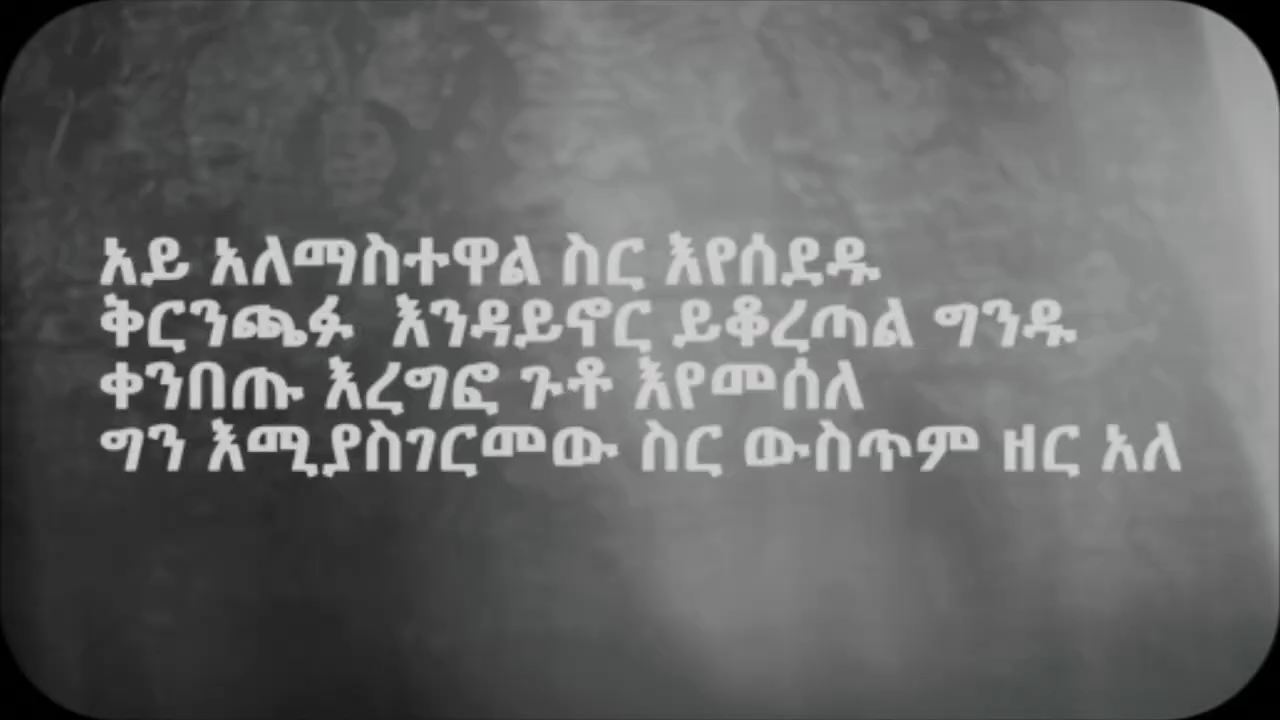 አይ አለማስተዋል ስር እየሰደዱ
ቅርንጫፉ እንዳይኖር ይቆረጣል ግንዱ
ቀንበጡ እረግፎ ጉቶ እየመሰለ
ግን እሚያስገርመው ስር ውስጥም ዘር አለ